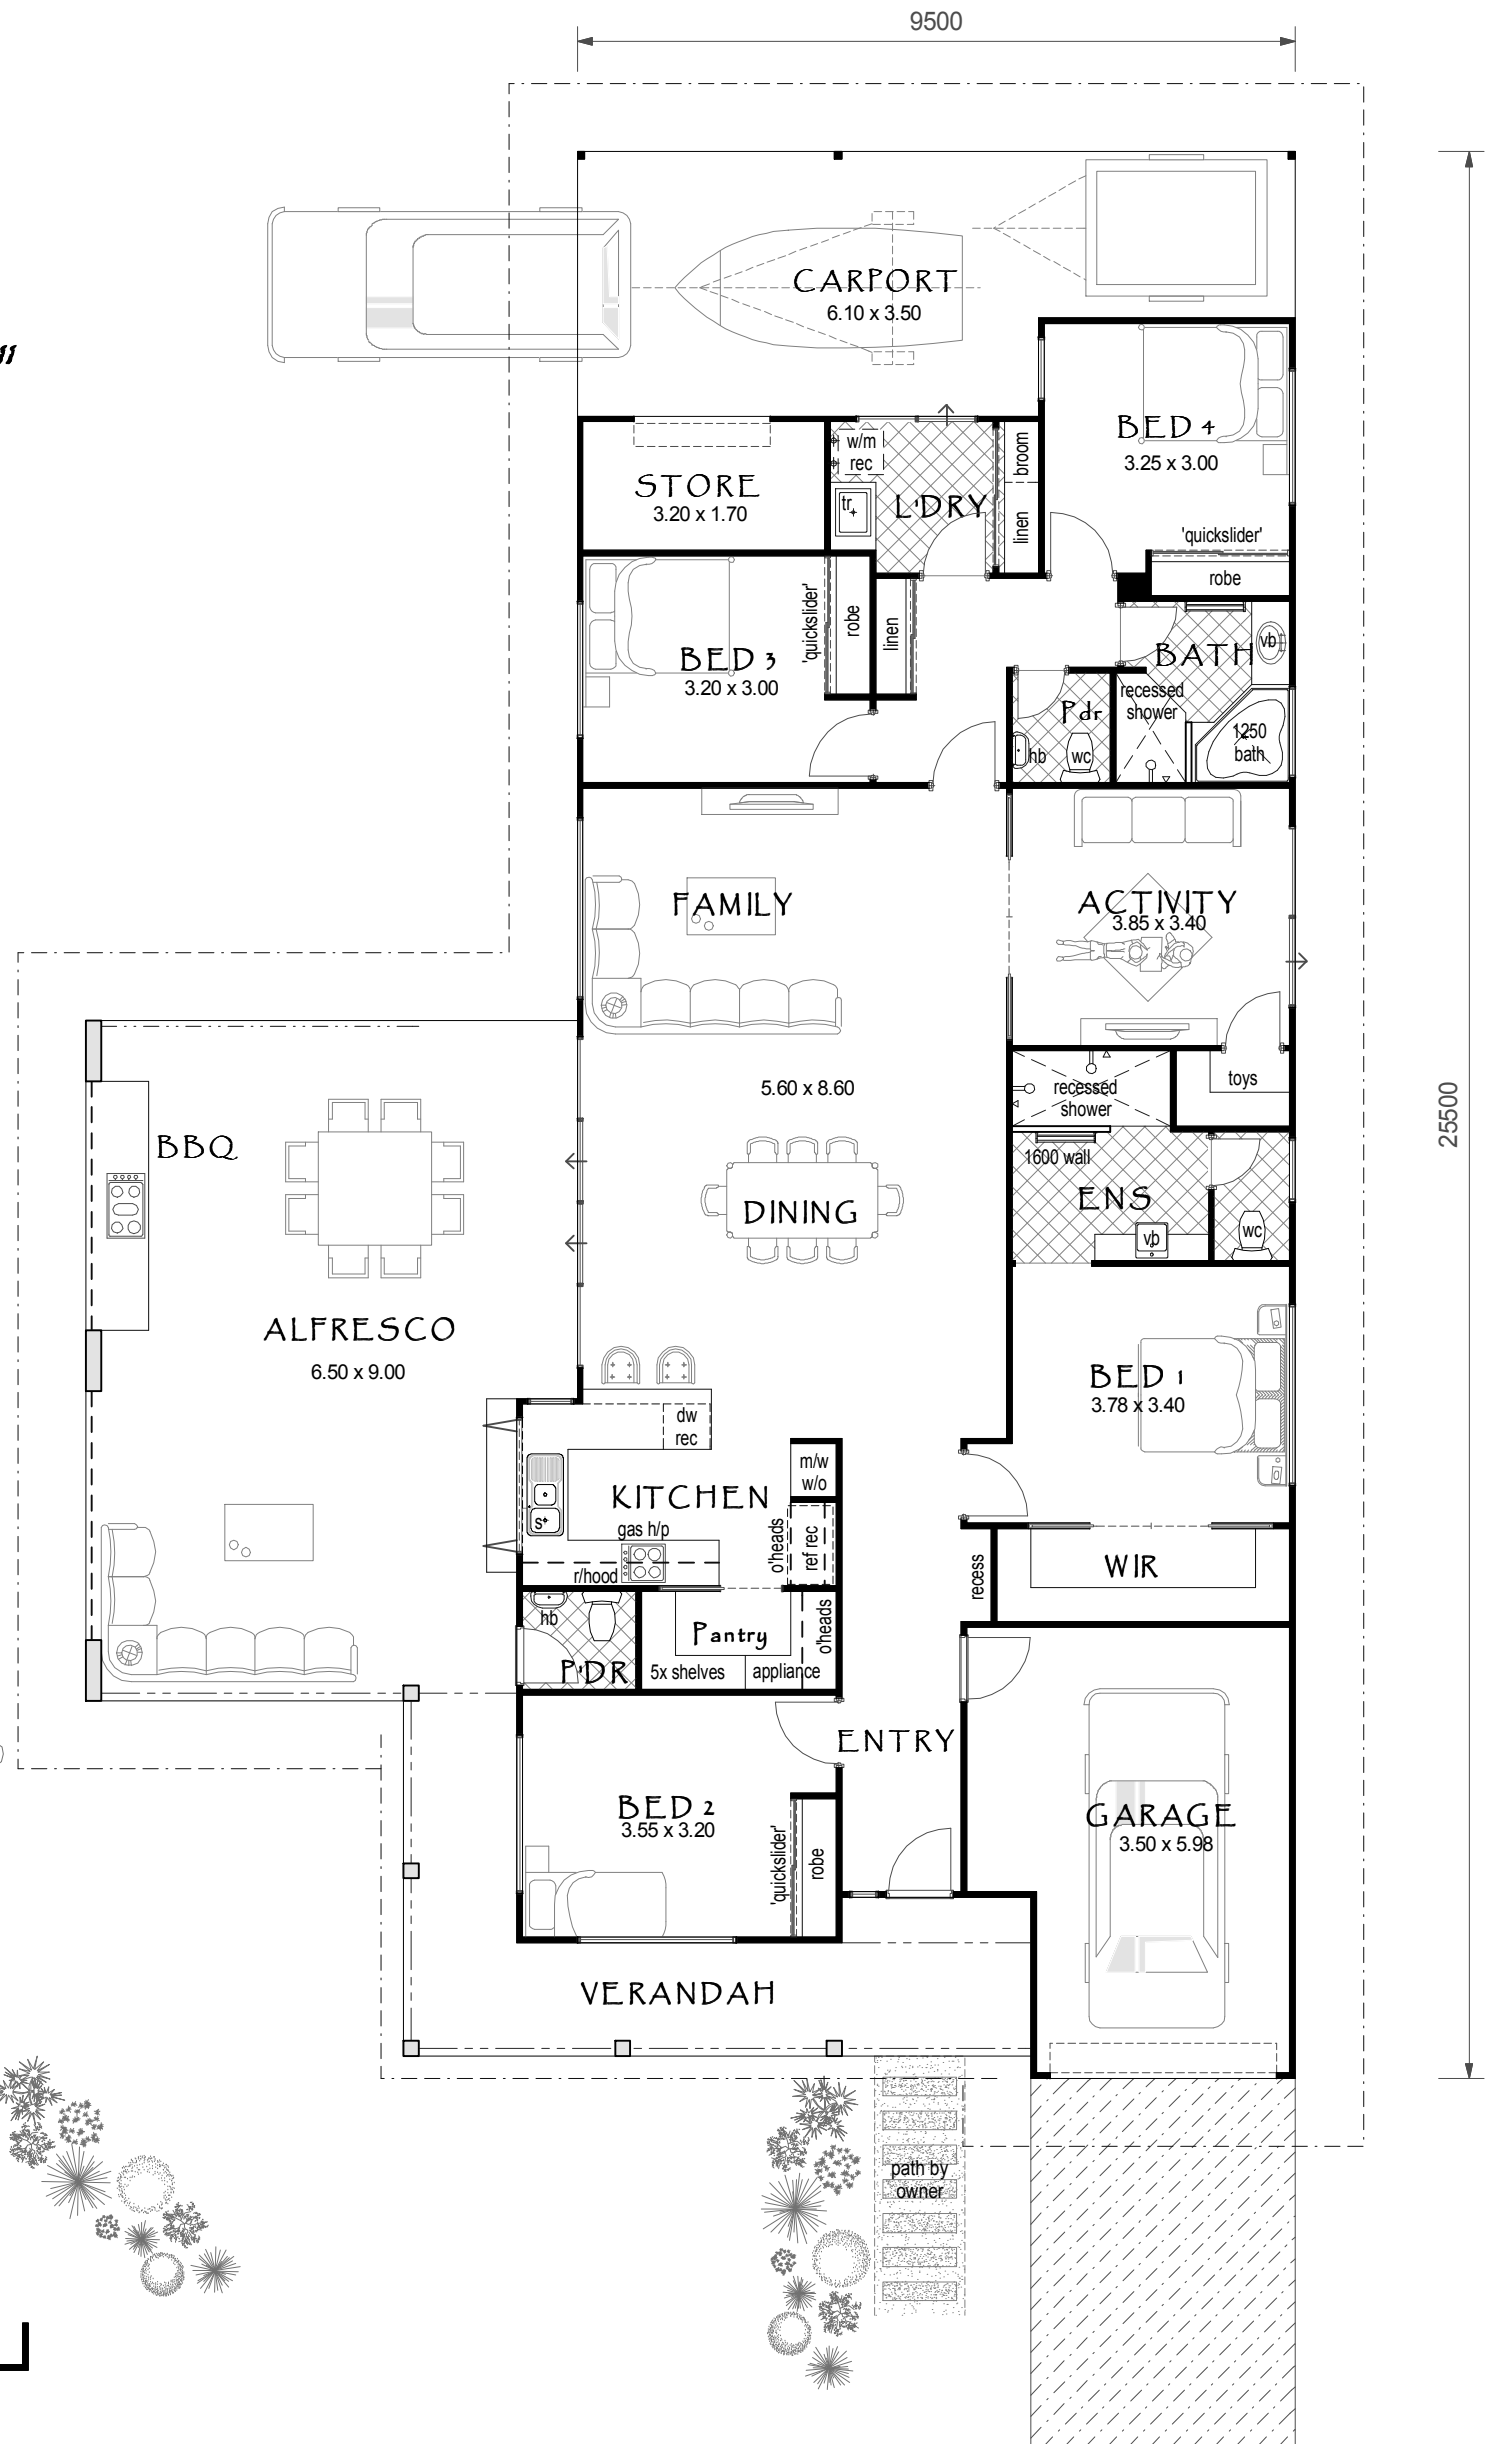 9500
25500
CARPORT
6.10 x 3.50
BED 4
3.25 x 3.00
'quickslider'
robe
STORE
3.20 x 1.70
w/m
rec
tr
L'DRY
broom
linen
BED 3
3.20 x 3.00
'quickslider'
robe
linen
BATH
vb
recessed
shower
1250
bath
Pdr
hb
wc
FAMILY
ACTIVITY
3.85 x 3.40
toys
5.60 x 8.60
recessed
shower
1600 wall
ENS
vb
wc
BBQ
DINING
ALFRESCO
6.50 x 9.00
BED 1
3.78 x 3.40
dw
rec
m/w
w/o
KITCHEN
s
gas h/p
r/hood
o'heads
ref rec
WIR
recess
hb
P'DR
Pantry
5x shelves
appliance
o'heads
ENTRY
BED 2
3.55 x 3.20
'quickslider'
robe
GARAGE
3.50 x 5.98
VERANDAH
path by
owner